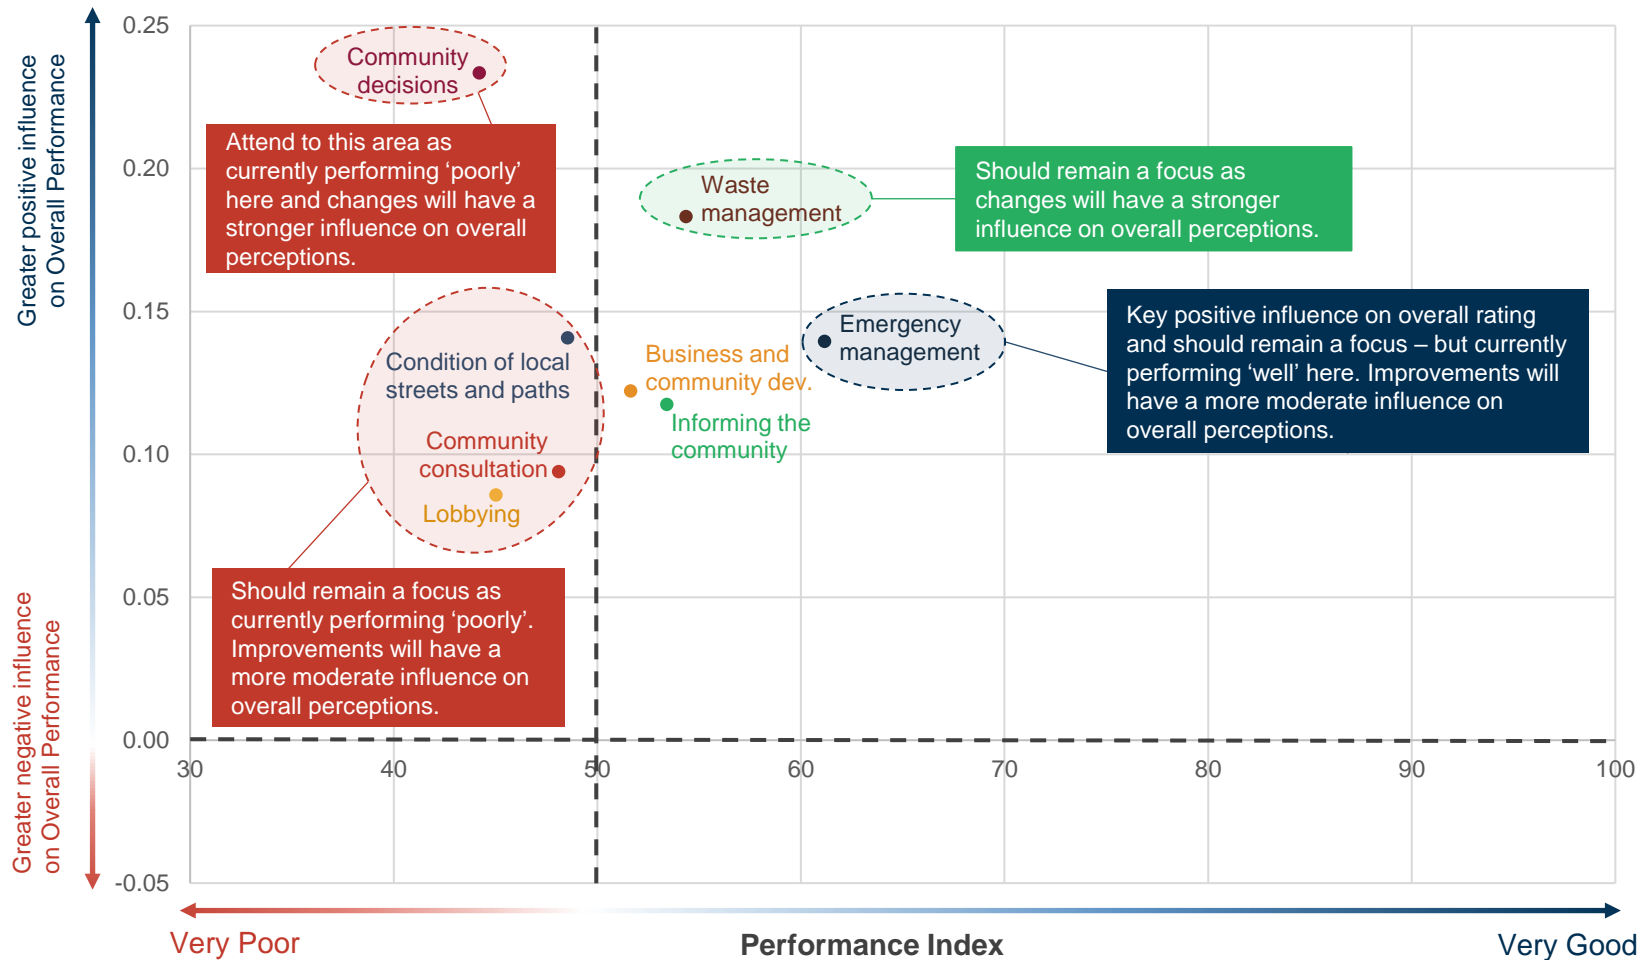 Greater positive influence
on Overall Performance
Greater negative influence
on Overall Performance
0.25
0.20
0.15
0.10
0.05
0.00
-0.05
Community
decisions
Attend to this area as
currently performing ‘poorly’
here and changes will have a
stronger influence on overall
perceptions.
Waste
management
Should remain a focus as
changes will have a stronger
influence on overall perceptions.
Condition of local
streets and paths
Community
consultation
Lobbying
Business and
community dev.
Informing the
community
Emergency
management
Key positive influence on overall rating
and should remain a focus – but currently
performing ‘well’ here. Improvements will
have a more moderate influence on
overall perceptions.
Should remain a focus as
currently performing ‘poorly’.
Improvements will have a
more moderate influence on
overall perceptions.
30 40 50 60 70 80 90 100
Very Poor
Performance Index
Very Good